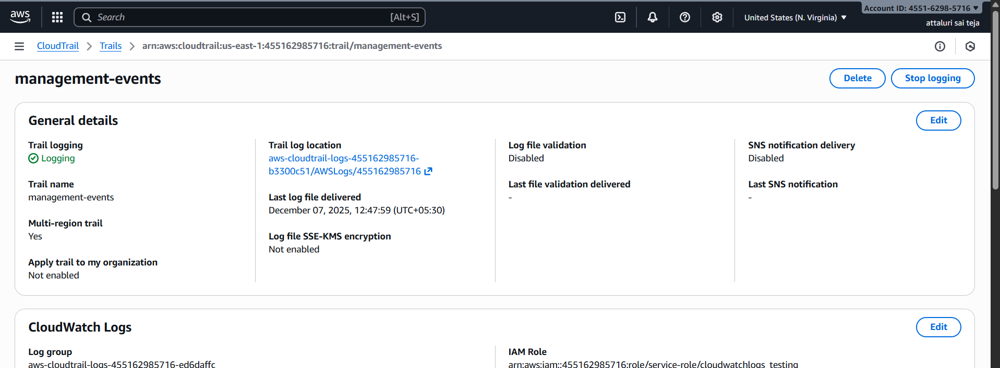 aws
Search [Alt+S]
United States (N. Virginia)
Account ID: 4551-6298-5716
attaluri sai teja
CloudTrail
Trails
arn:aws:cloudtrail:us-east-1:455162985716:trail/management-events
management-events
Delete
Stop logging
General details
Edit
Trail logging
Logging
Trail name
management-events
Multi-region trail
Yes
Apply trail to my organization
Not enabled
Trail log location
aws-cloudtrail-logs-455162985716-
b3300c51/AWSLogs/455162985716
Last log file delivered
December 07, 2025, 12:47:59 (UTC+05:30)
Log file SSE-KMS encryption
Not enabled
Log file validation
Disabled
Last file validation delivered
-
SNS notification delivery
Disabled
Last SNS notification
-
CloudWatch Logs
Edit
Log group
aws-cloudtrail-logs-455162985716-ed6daffc
IAM Role
arn:aws:iam::455162985716:role/service-role/cloudwatchlogs_testing